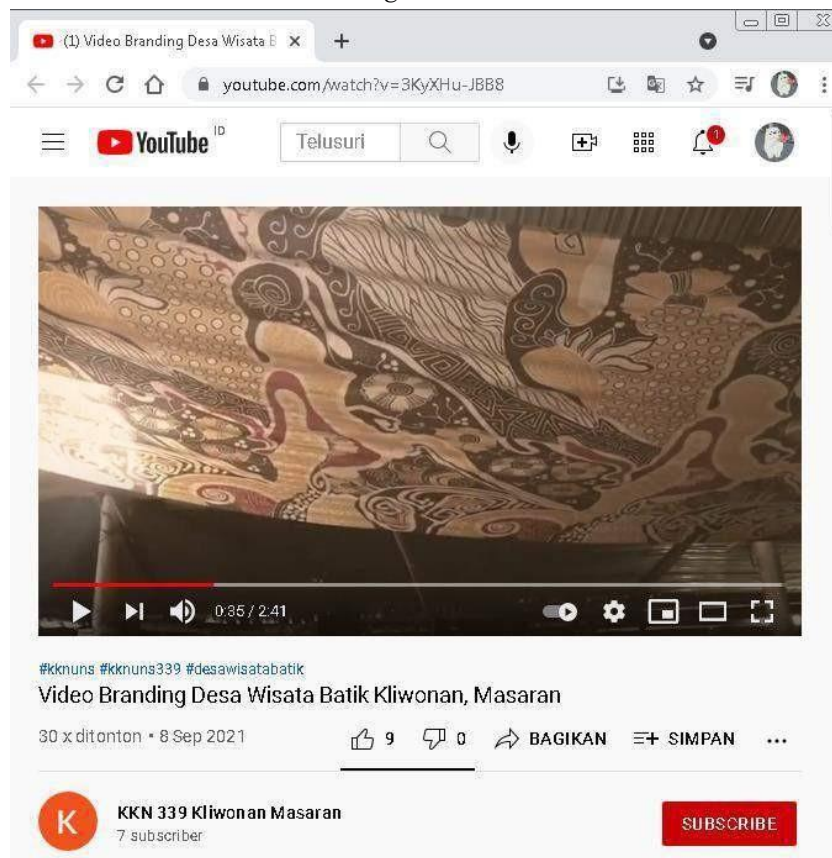 (1) Video Branding Desa Wisata B
youtube.com/watch?v=3KyXHu-JBB8
YouTube ID
Telusuri
1
0:35 / 2:41
#kknuns #kknuns339 #desawisatabatik
Video Branding Desa Wisata Batik Kliwonan, Masaran
30 x ditonton • 8 Sep 2021 9 0 BAGIKAN SIMPAN
K
KKN 339 Kliwonan Masaran
7 subscriber
SUBSCRIBE